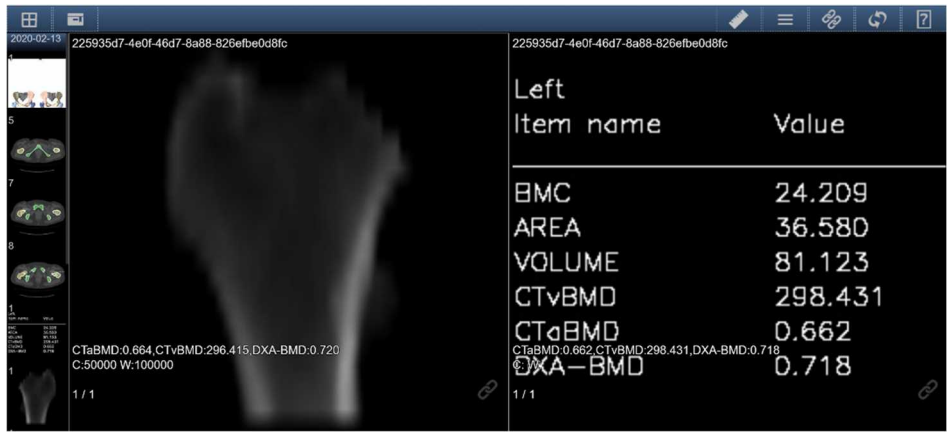 2020-02-13
225935d7-4e0f-46d7-8a88-826efbe0d8fc
225935d7-4e0f-46d7-8a88-826efbe0d8fc
5
7
8
1
1
CTaBMD:0.664,CTvBMD:296.415,DXA-BMD:0.720
C:50000 W:100000
1 / 1
Left
Item name Value
BMC 24.209
AREA 36.580
VOLUME 81.123
CTvBMD 298.431
CTaBMD 0.662
CTaBMD:0.662,CTvBMD:298.431,DXA-BMD:0.718
DXA-BMD 0.718
1 / 1